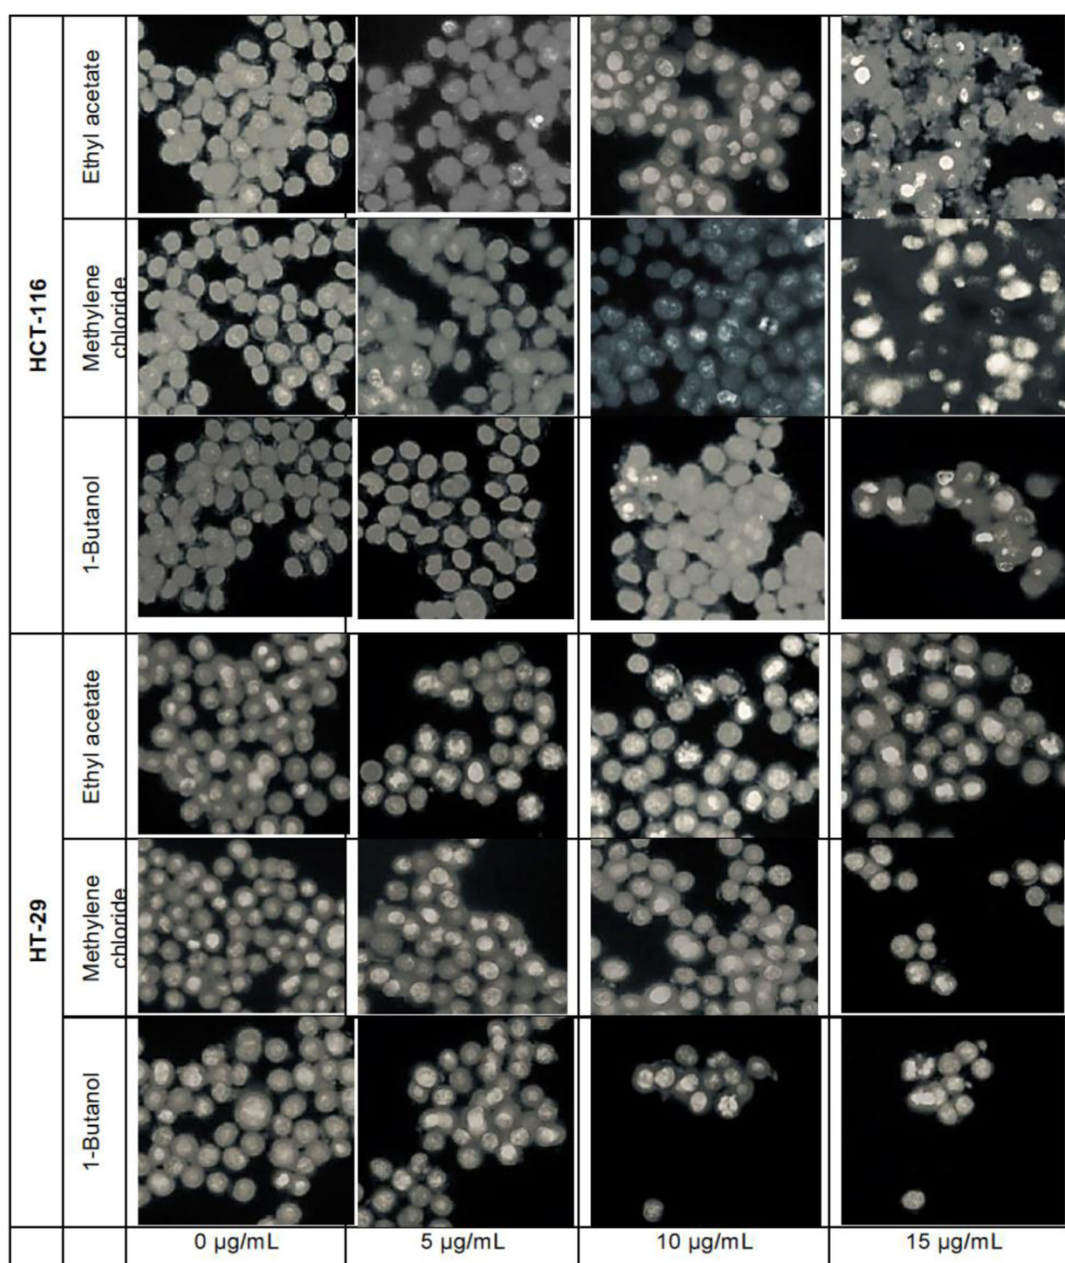 HCT-116
Ethyl acetate
Methylene
chloride
1-Butanol
HT-29
Ethyl acetate
Methylene
chloride
1-Butanol
0 µg/mL
5 µg/mL
10 µg/mL
15 µg/mL